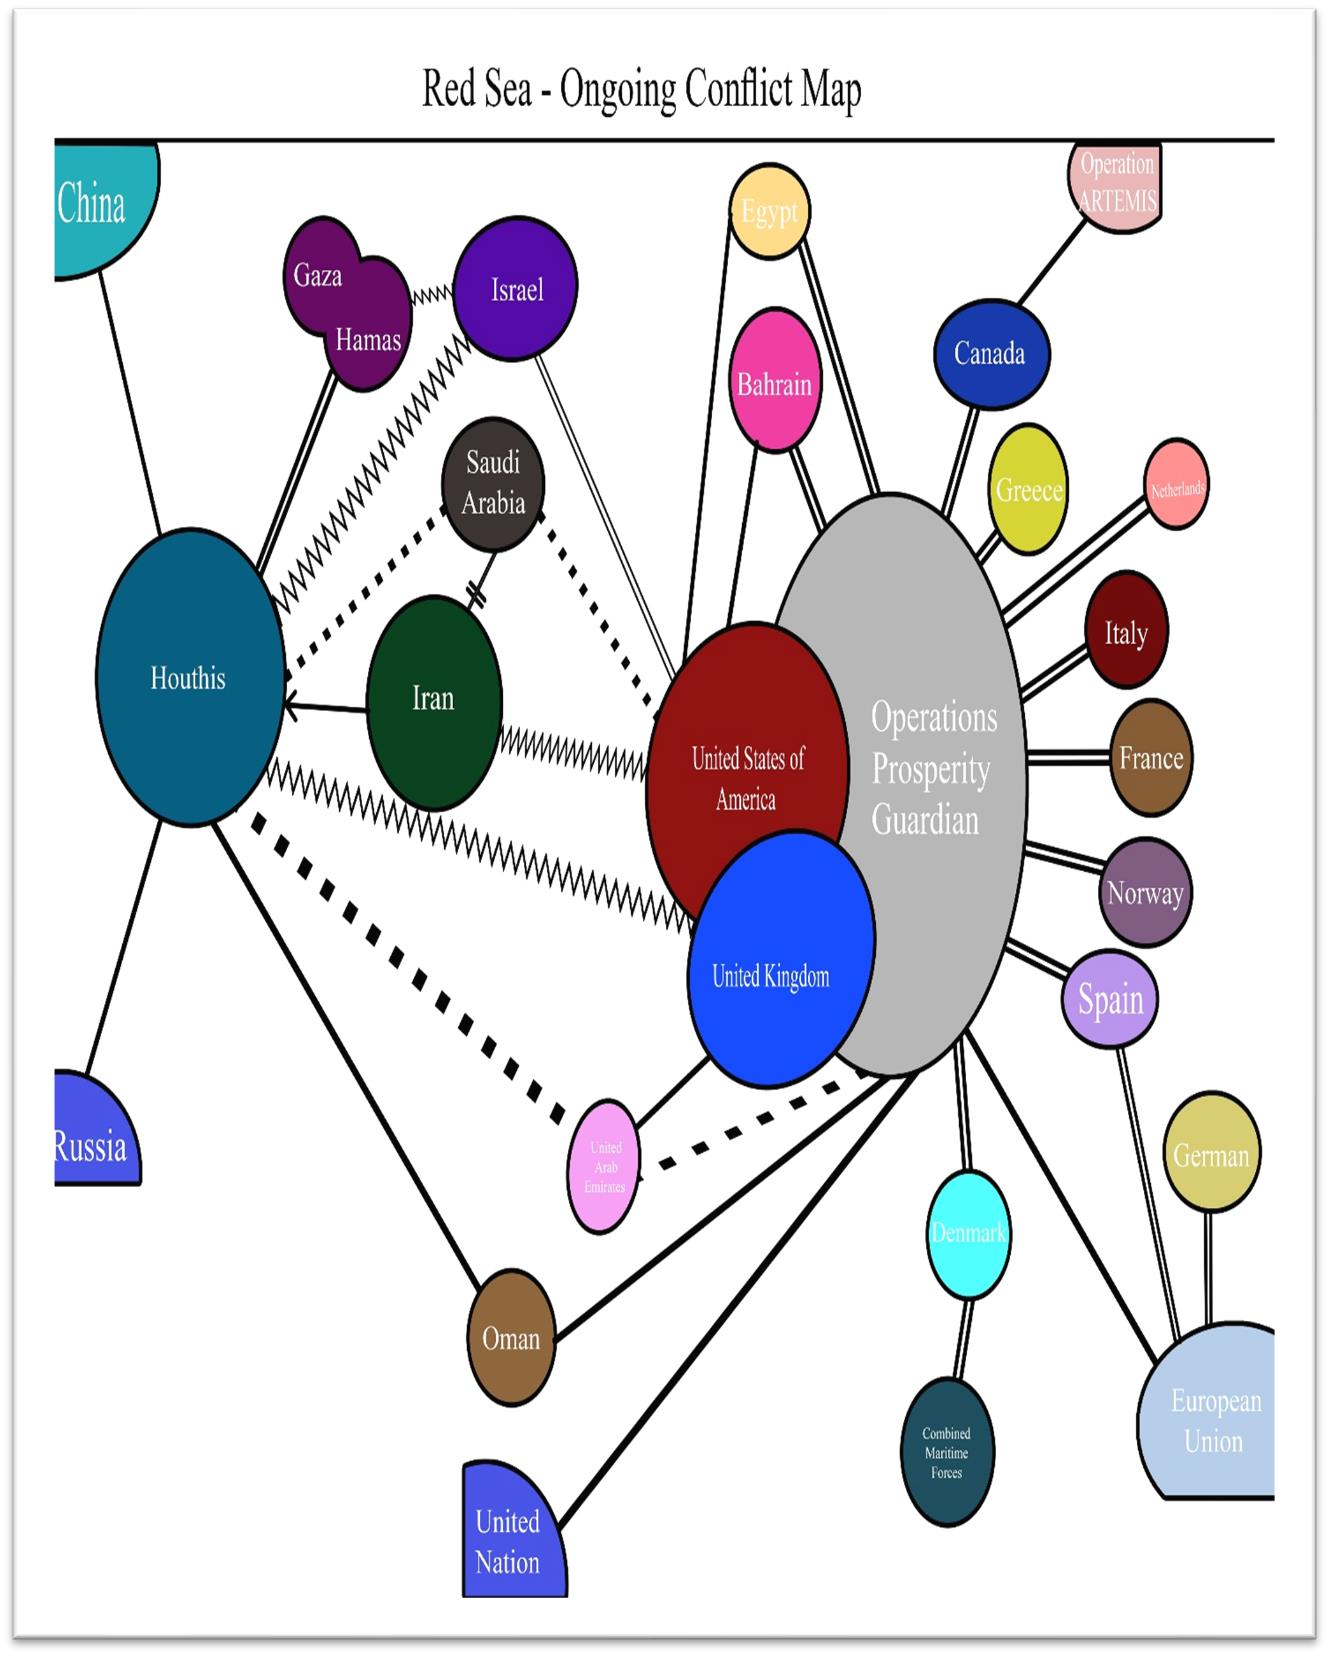 Red Sea - Ongoing Conflict Map
China
Operation
ARTEMIS
Egypt
Gaza
Hamas
Israel
Canada
Bahrain
Saudi
Arabia
Greece
Netherlands
Italy
Houthis
Iran
Operations
Prosperity
Guardian
United States of
America
France
Norway
United Kingdom
Spain
Russia
United
Arab
Emirates
German
Denmark
Oman
European
Union
Combined
Maritime
Forces
United
Nation